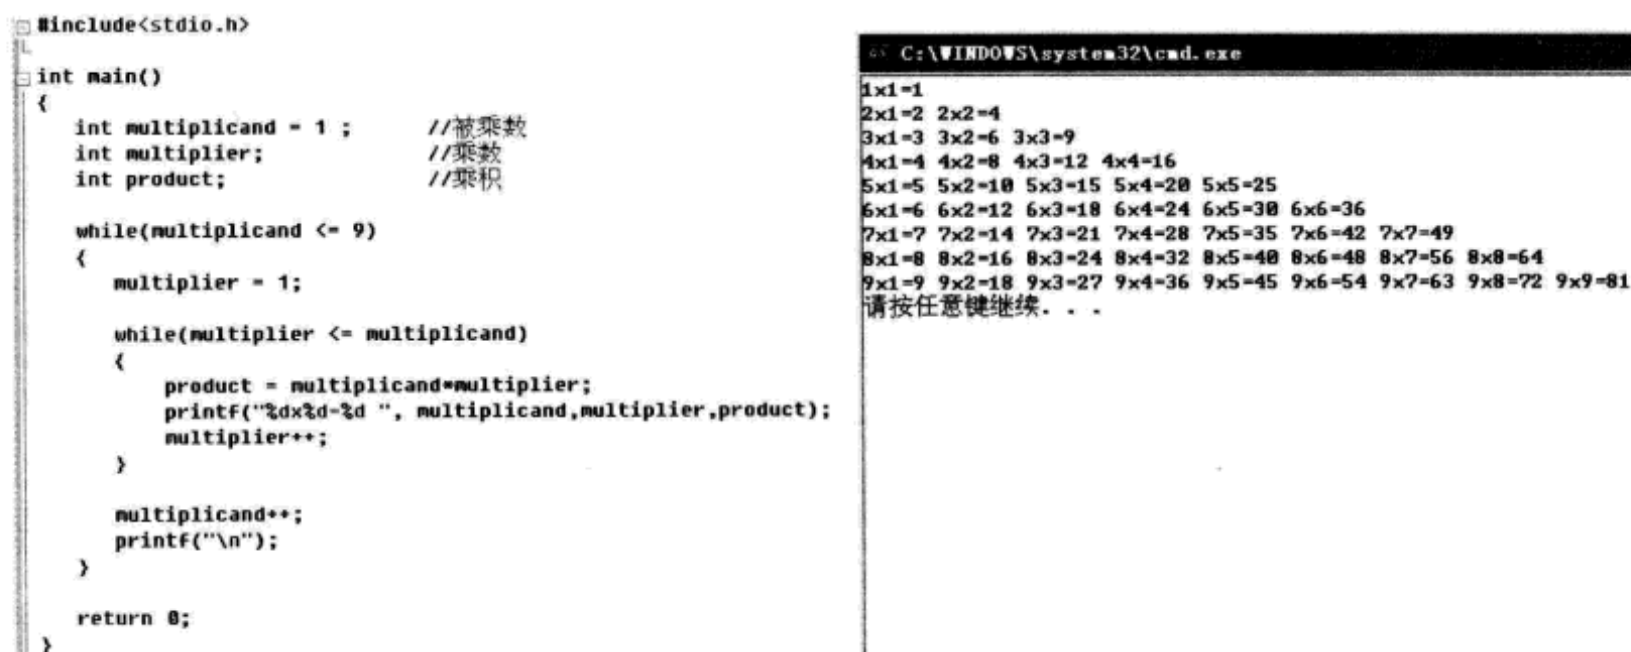 #include<stdio.h>
int main()
{
int multiplicand = 1 ; //被乘数
int multiplier; //乘数
int product; //乘积
while(multiplicand <= 9)
{
multiplier = 1;
while(multiplier <= multiplicand)
{
product = multiplicand*multiplier;
printf("%dx%d=%d ", multiplicand,multiplier,product);
multiplier++;
}
multiplicand++;
printf("\n");
}
return 0;
}
C:\WINDOWS\system32\cmd.exe
1x1=1
2x1=2 2x2=4
3x1=3 3x2=6 3x3=9
4x1=4 4x2=8 4x3=12 4x4=16
5x1=5 5x2=10 5x3=15 5x4=20 5x5=25
6x1=6 6x2=12 6x3=18 6x4=24 6x5=30 6x6=36
7x1=7 7x2=14 7x3=21 7x4=28 7x5=35 7x6=42 7x7=49
8x1=8 8x2=16 8x3=24 8x4=32 8x5=40 8x6=48 8x7=56 8x8=64
9x1=9 9x2=18 9x3=27 9x4=36 9x5=45 9x6=54 9x7=63 9x8=72 9x9=81
请按任意键继续. . .